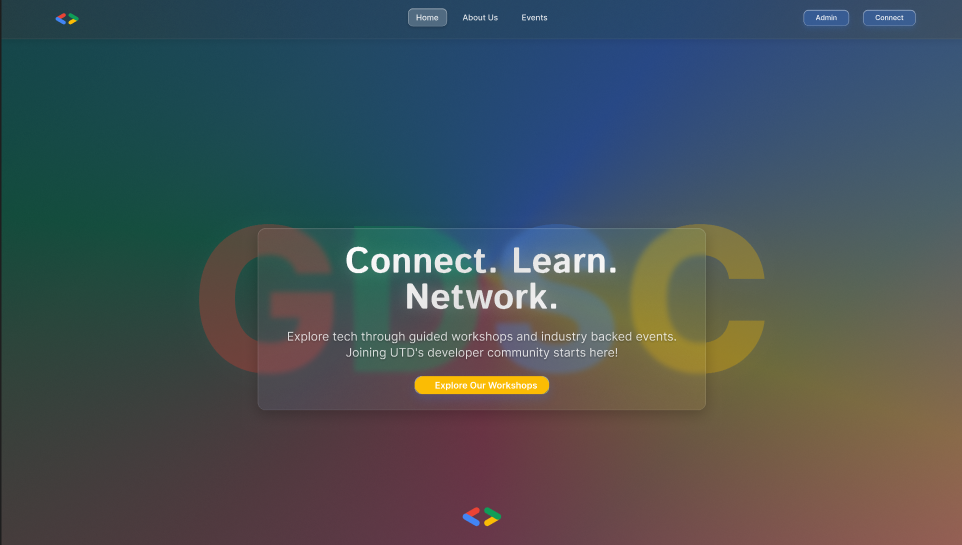 Home About Us Events Admin Connect
GDSC
Connect. Learn.
Network.
Explore tech through guided workshops and industry backed events.
Joining UTD's developer community starts here!
Explore Our Workshops